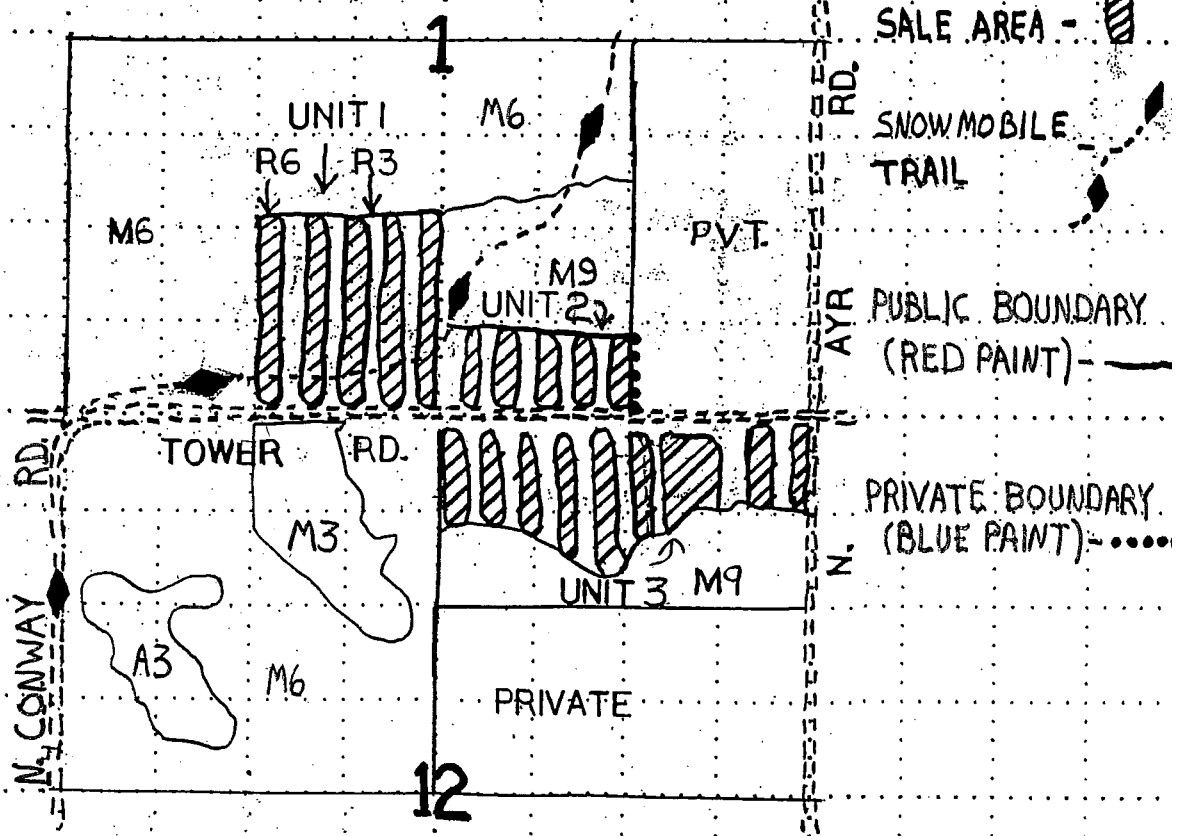 1
SALE AREA -
UNIT 1
M6
R6
R3
M6
PVT.
M9
UNIT 2
RD.
AYR
N.
SNOWMOBILE
TRAIL
PUBLIC BOUNDARY
(RED PAINT)-
PRIVATE BOUNDARY
(BLUE PAINT)-
TOWER RD.
RD.
N. CONWAY
M3
UNIT 3
M9
A3
M6
PRIVATE
12